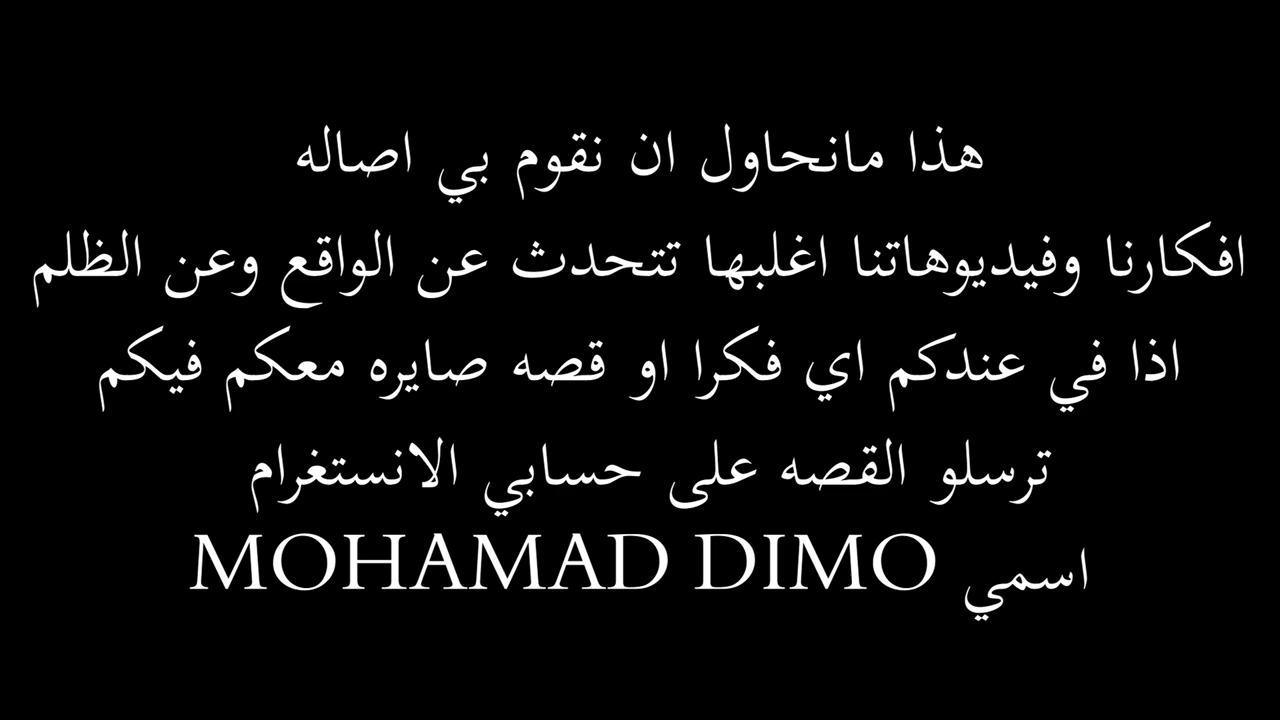 هذا مانحاول ان نقوم بي اصاله
افكارنا وفيديوهاتنا اغلبها تتحدث عن الواقع وعن الظلم
اذا في عندكم اي فكرا او قصه صايره معكم فيكم
ترسلو القصه على حسابي الانستغرام
اسمي MOHAMAD DIMO